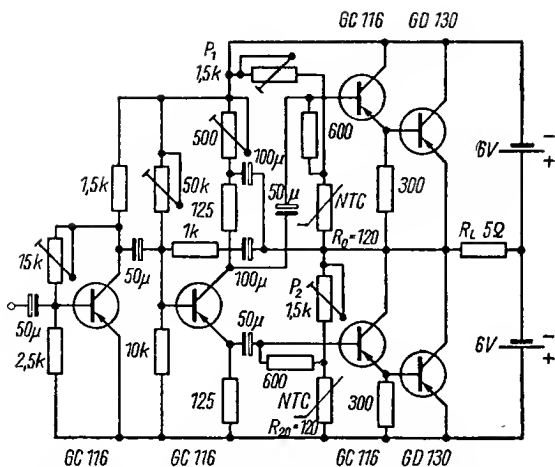 GC 116 GD 130
P1
1,5k
500
100µ
600
1,5k
50k
125
50µ
NTC
300
6V
−
+
1k
100µ
R0=120
RL 5Ω
15k
50µ
P2
1,5k
50µ
50µ
2,5k
10k
125
600
NTC
R20=120
300
6V
−
+
GC 116 GC 116 GC 116 GD 130